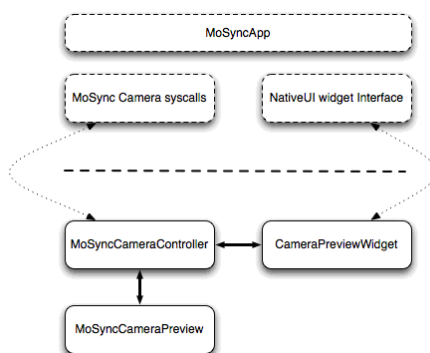 MoSyncApp
MoSync Camera syscalls
NativeUI widget Interface
MoSyncCameraController
CameraPreviewWidget
MoSyncCameraPreview